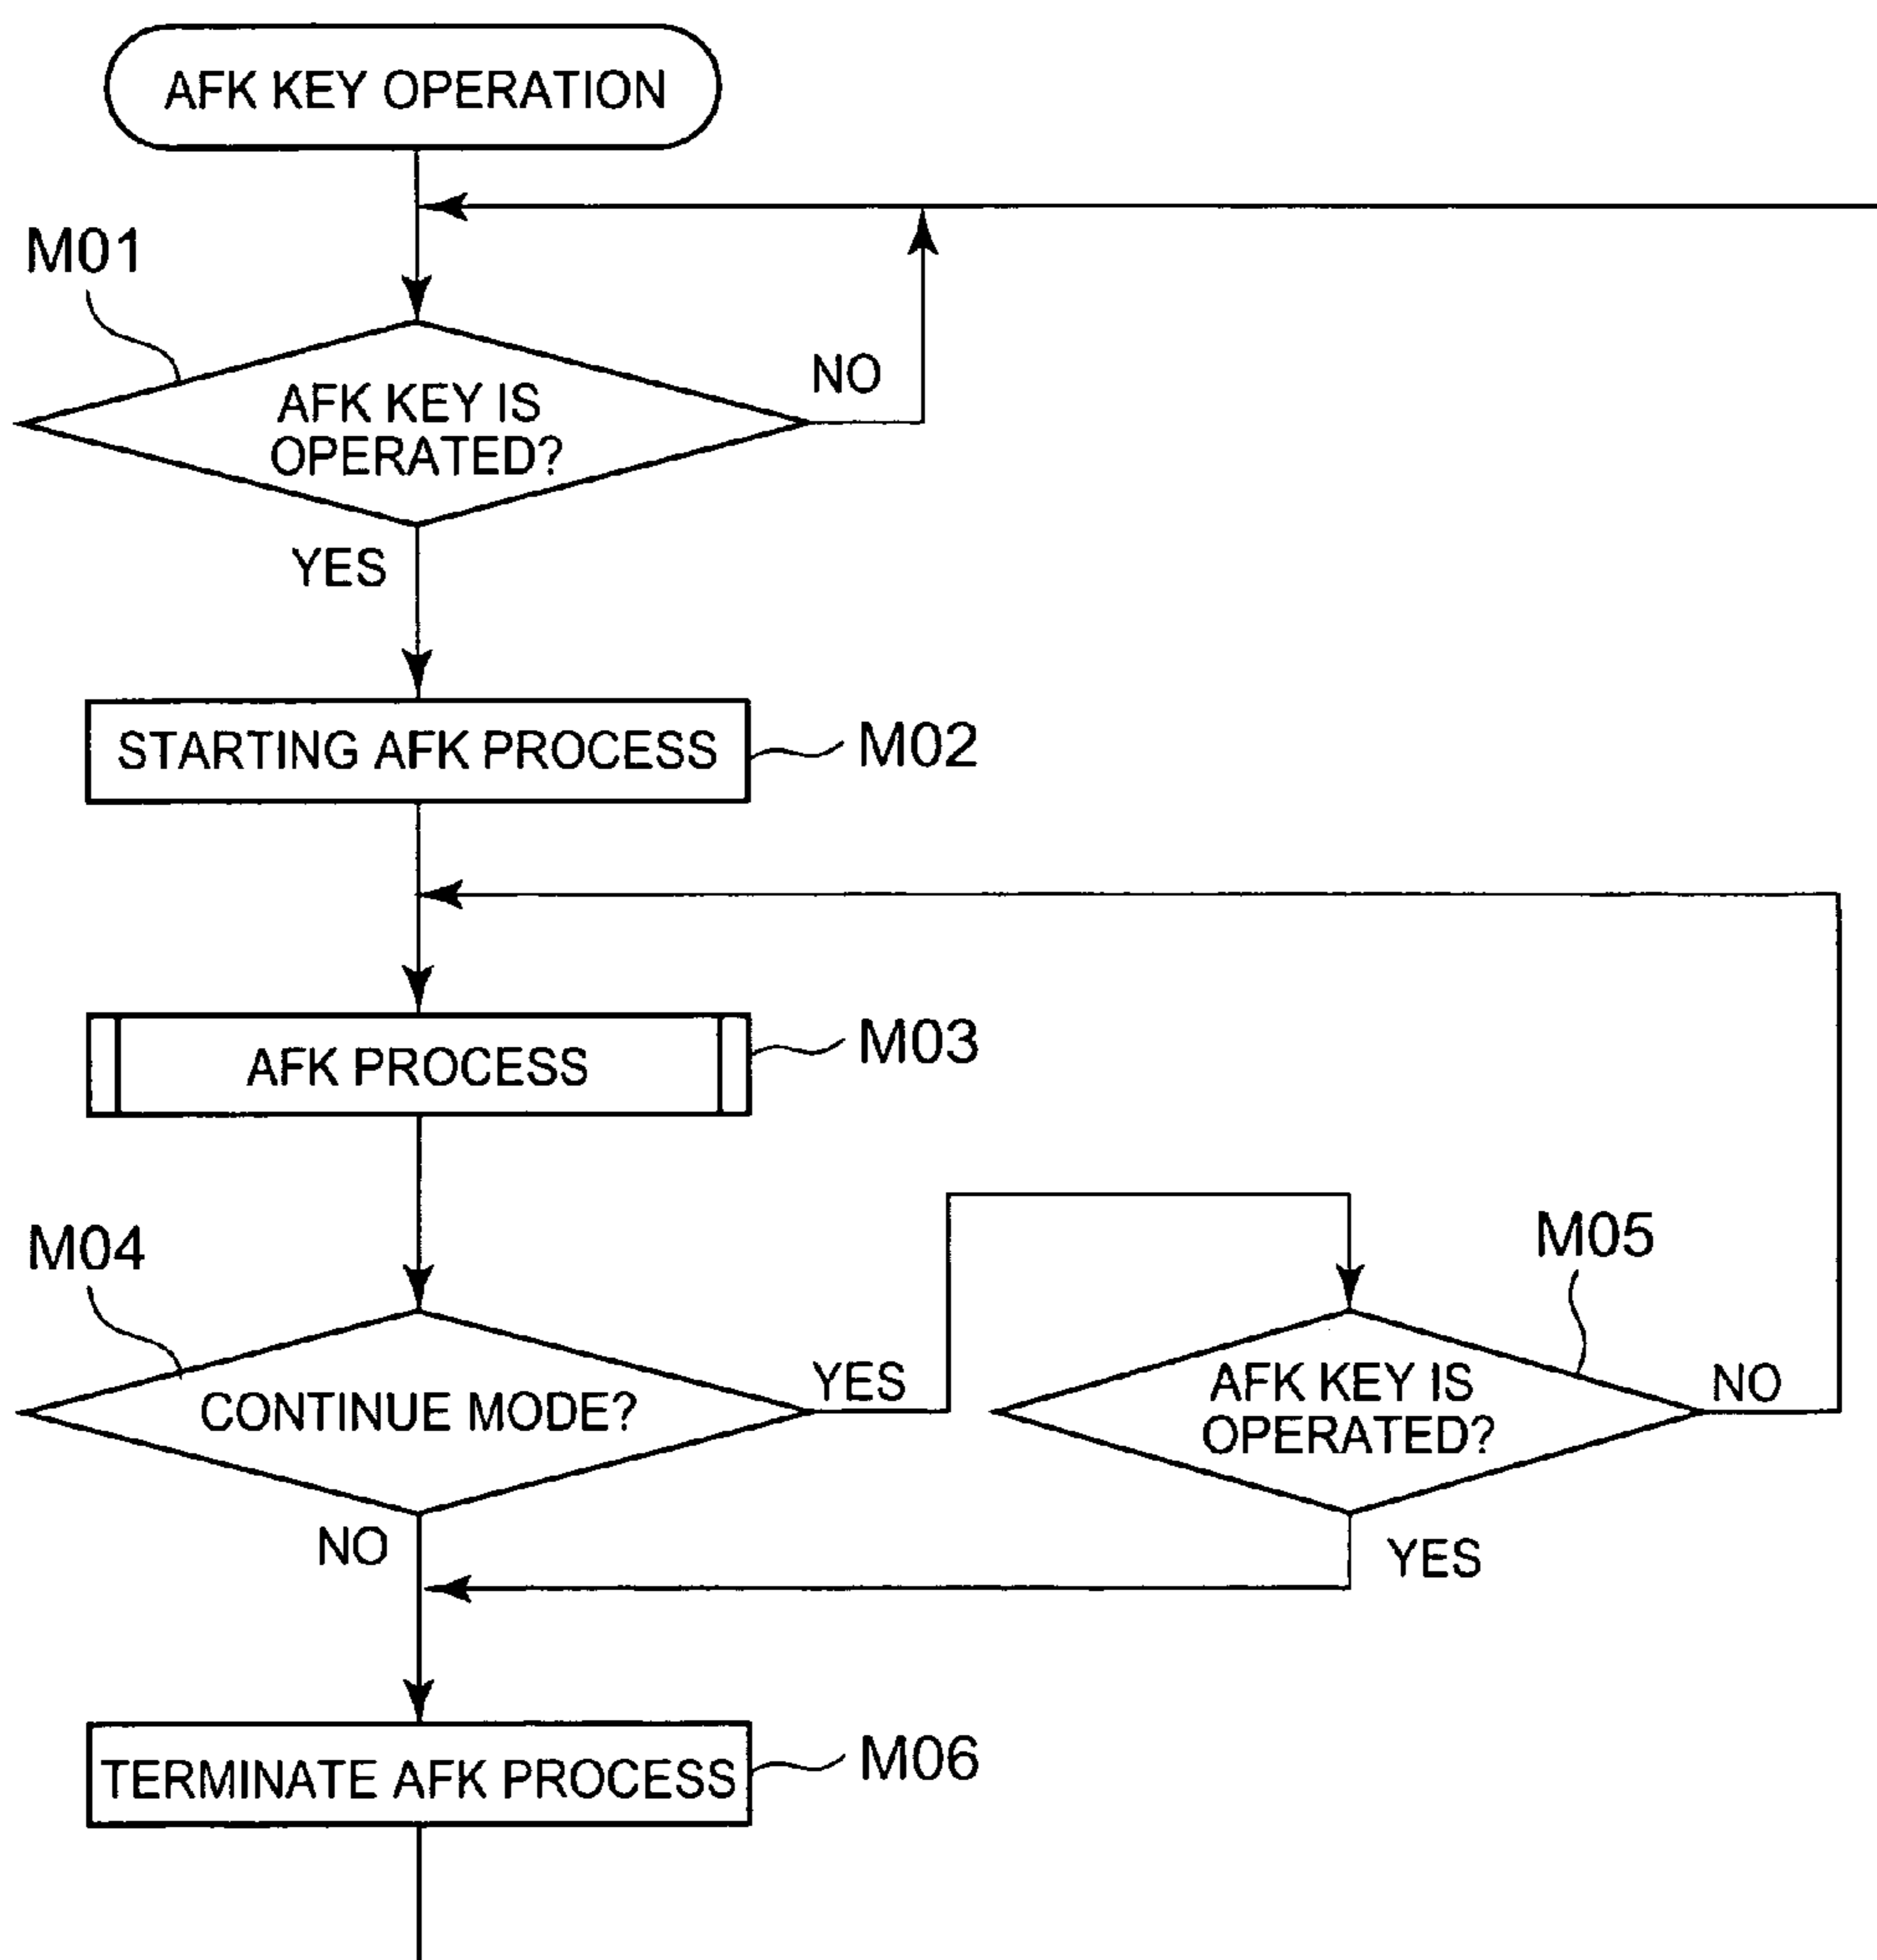 AFK KEY OPERATION
M01
AFK KEY IS
OPERATED?
NO
YES
STARTING AFK PROCESS
M02
AFK PROCESS
M03
M04
CONTINUE MODE?
YES
NO
M05
AFK KEY IS
OPERATED?
NO
YES
TERMINATE AFK PROCESS
M06